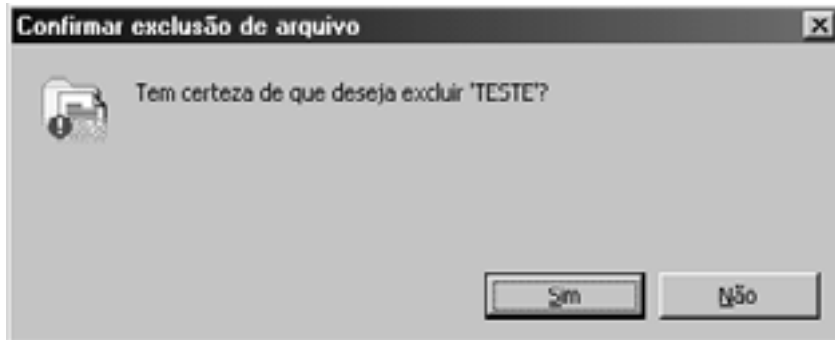 Confirmar exclusão de arquivo
Tem certeza de que deseja excluir 'TESTE'?
Sim
Não